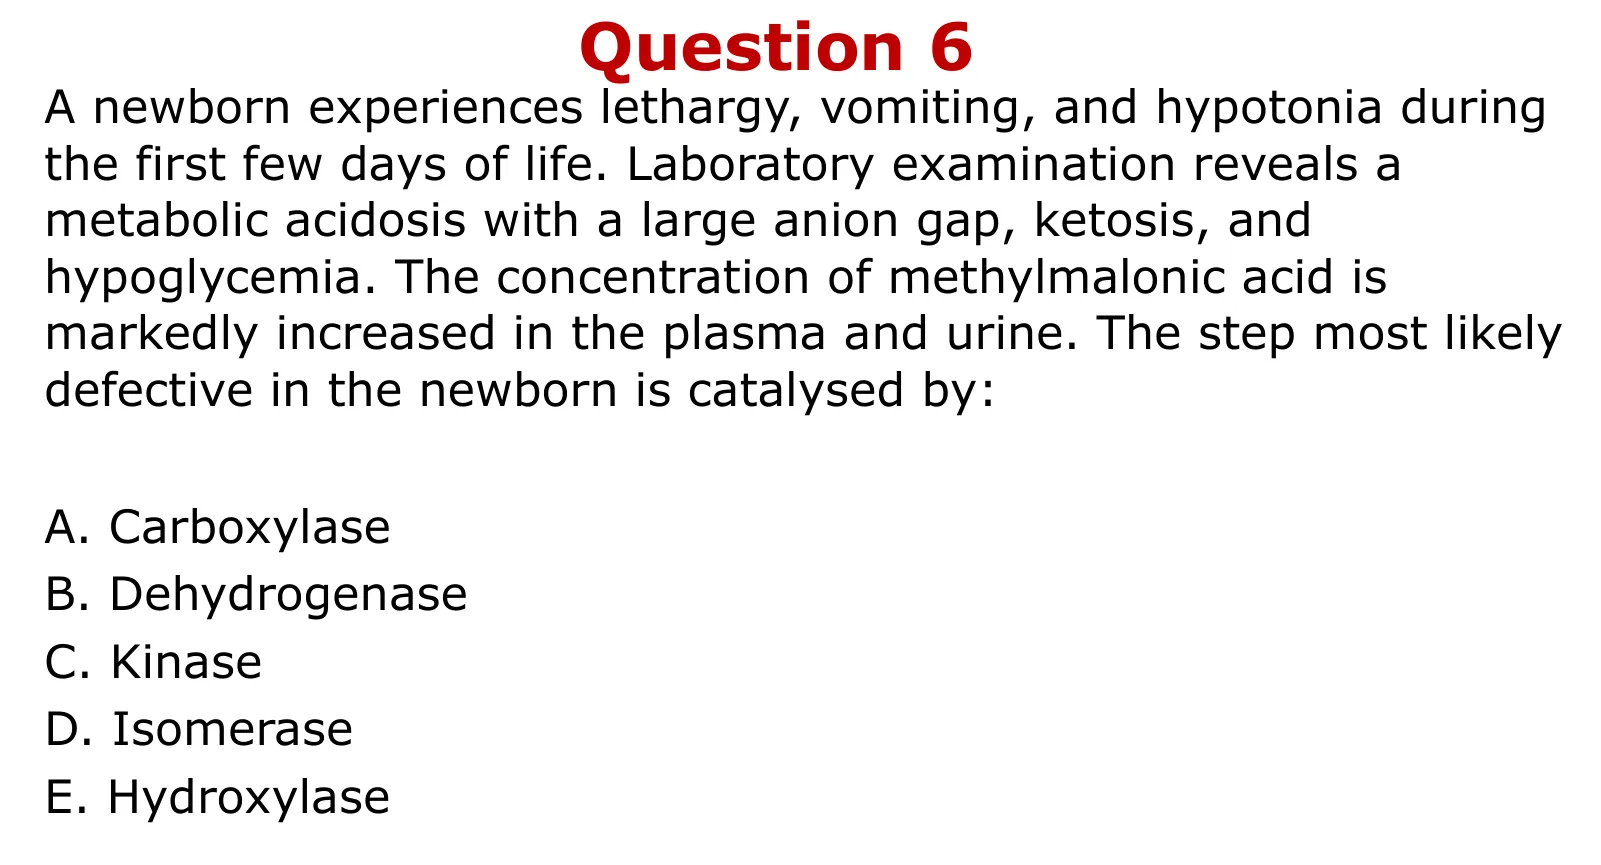 Question 6
A newborn experiences lethargy, vomiting, and hypotonia during
the first few days of life. Laboratory examination reveals a
metabolic acidosis with a large anion gap, ketosis, and
hypoglycemia. The concentration of methylmalonic acid is
markedly increased in the plasma and urine. The step most likely
defective in the newborn is catalysed by:
A. Carboxylase
B. Dehydrogenase
C. Kinase
D. Isomerase
E. Hydroxylase